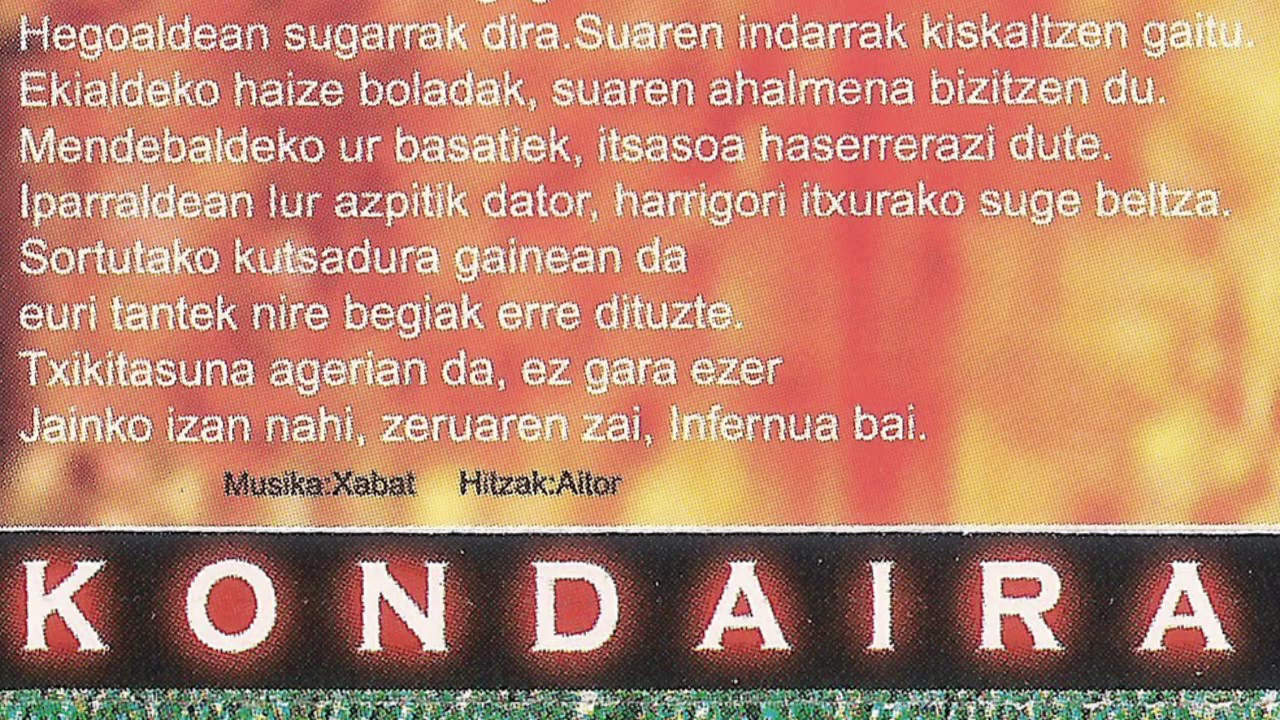 Hegoaldean sugarrak dira.Suaren indarrak kiskaltzen gaitu.
Ekialdeko haize boladak, suaren ahalmena bizitzen du.
Mendebaldeko ur basatiek, itsasoa haserrerazi dute.
Iparraldean lur azpitik dator, harrigori itxurako suge beltza.
Sortutako kutsadura gainean da
euri tantek nire begiak erre dituzte.
Txikitasuna agerian da, ez gara ezer
Jainko izan nahi, zeruaren zai, Infernua bai.
Musika:Xabat Hitzak:Aitor
KONDAIRA